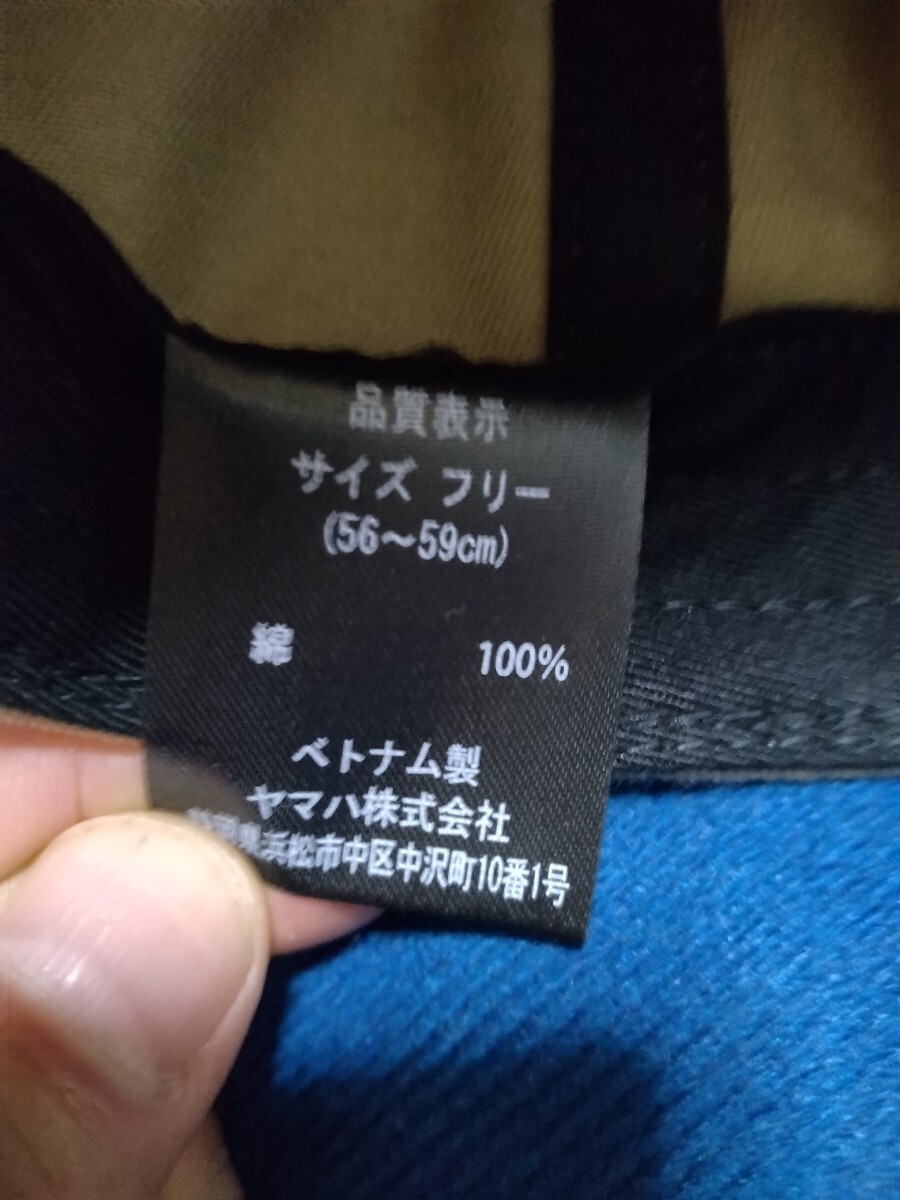 品質表示
サイズ フリー
(56～59cm)
綿 100%
ベトナム製
ヤマハ株式会社
静岡県浜松市中区中沢町10番1号